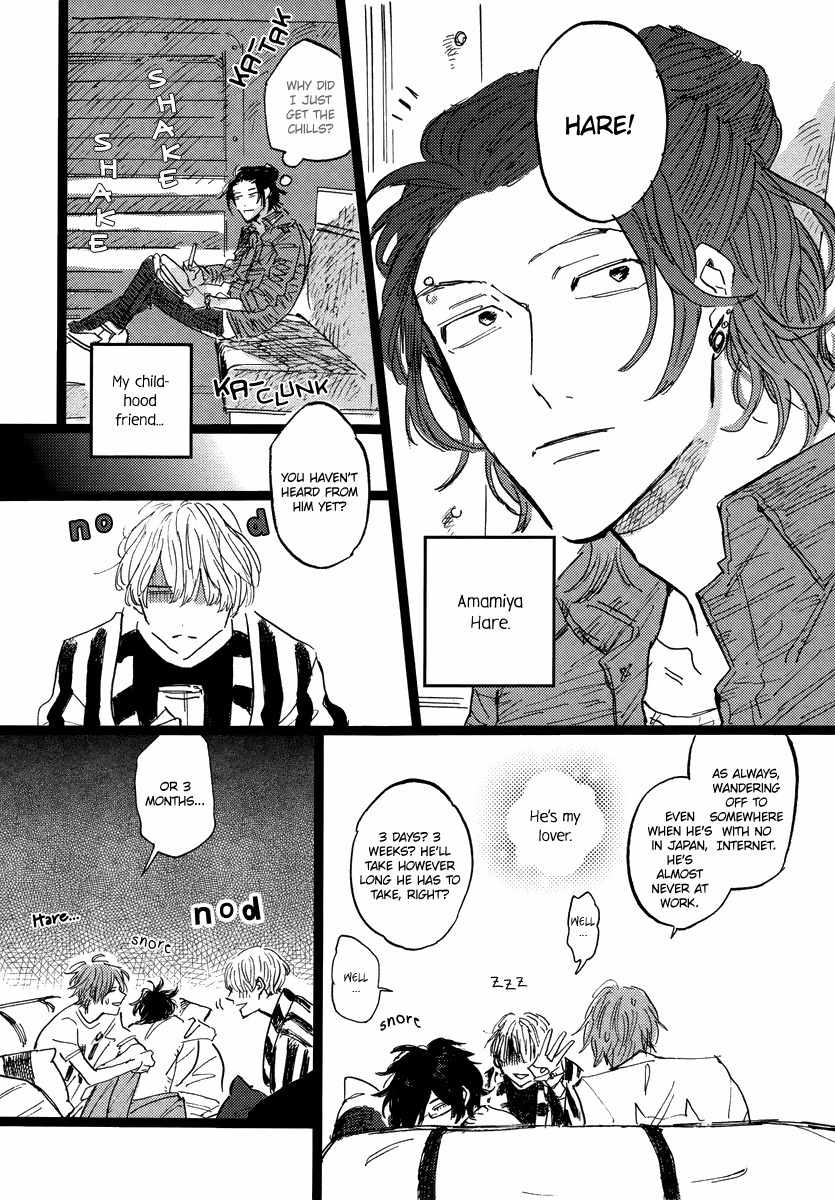 HARE!
Amamiya
Hare.
KA-TAK
WHY DID
I JUST
GET THE
CHILLS?
SHAKE
SHAKE
KA-CLUNK
My child-
hood
friend...
YOU HAVEN'T
HEARD FROM
HIM YET?
nod
AS ALWAYS,
WANDERING
OFF TO
SOMEWHERE
WITH NO
INTERNET.
EVEN
WHEN HE'S
IN JAPAN,
HE'S
ALMOST
NEVER AT
WORK.
He's my
lover.
3 DAYS? 3
WEEKS? HE'LL
TAKE HOWEVER
LONG HE HAS TO
TAKE, RIGHT?
WELL
...
WELL
...
ZZZ
snore
OR 3
MONTHS...
nod
Hare...
snore